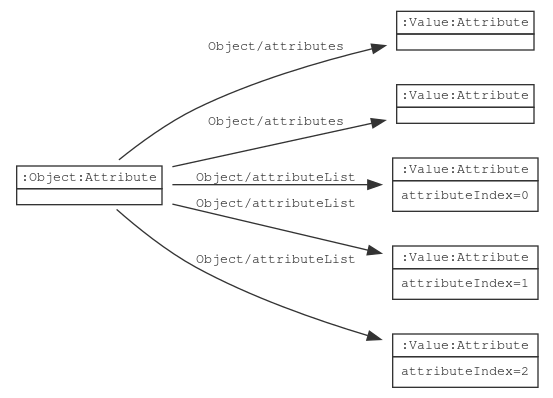 :Value:Attribute
Object/attributes
:Value:Attribute
Object/attributes
:Object:Attribute
:Value:Attribute
Object/attributeList
attributeIndex=0
Object/attributeList
:Value:Attribute
Object/attributeList
attributeIndex=1
:Value:Attribute
attributeIndex=2